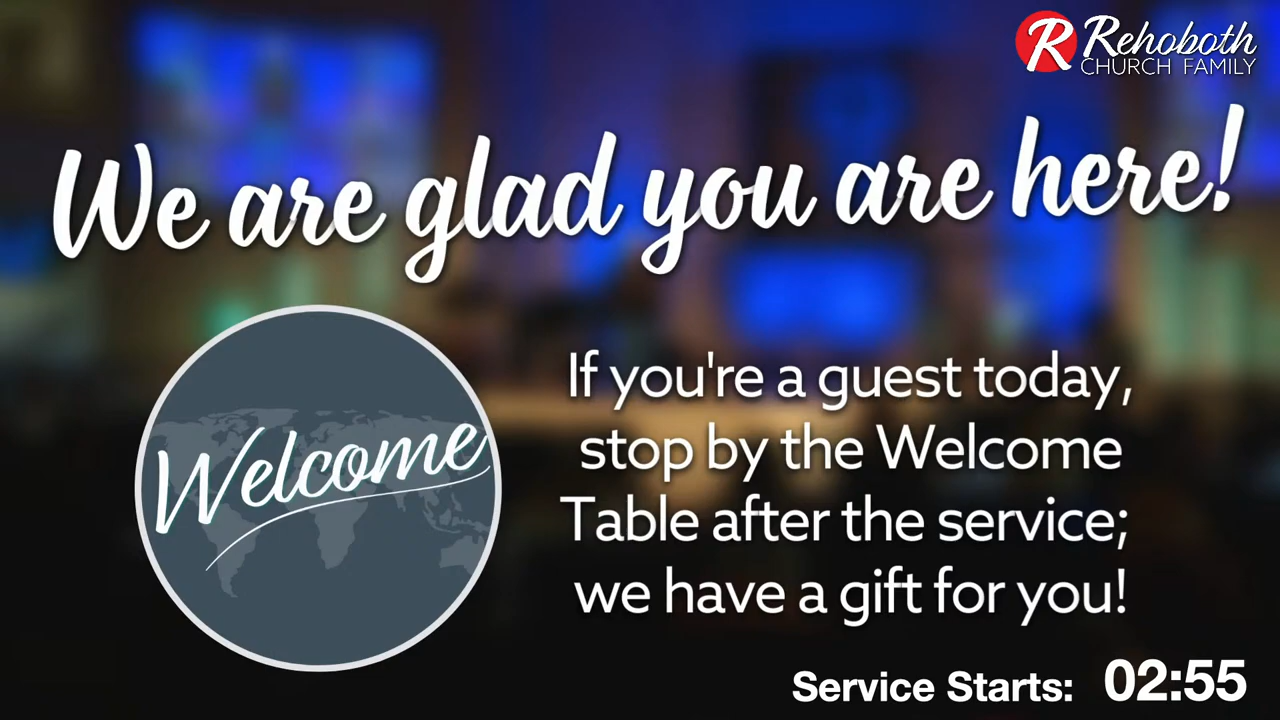 R Rehoboth
CHURCH FAMILY
We are glad you are here!
Welcome
If you're a guest today,
stop by the Welcome
Table after the service;
we have a gift for you!
Service Starts: 02:55